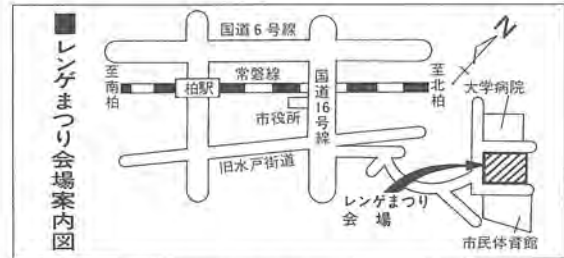 ■レンゲまつり会場案内図
国道6号線
常磐線
至南柏
柏駅
国道16号線
至北柏
市役所
旧水戸街道
N
大学病院
レンゲまつり
会場
市民体育館